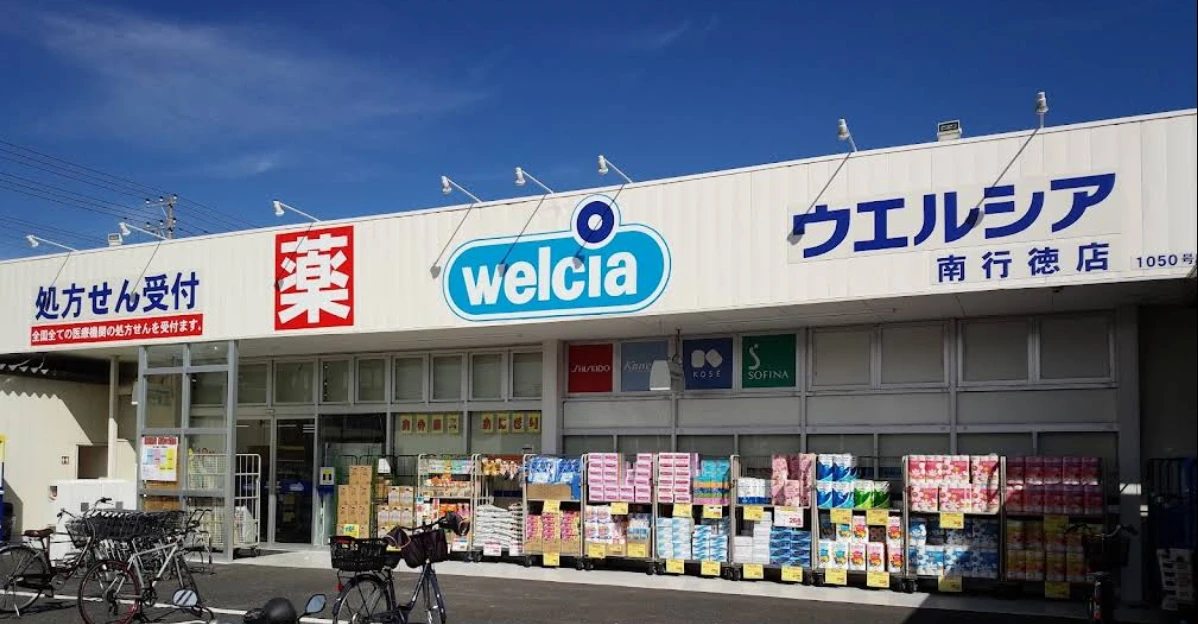 処方せん受付
全国全ての医療機関の処方せんを受付ます。
薬
welcia
ウエルシア
南行徳店
1050号
SHISEIDO
KOSÉ
SOFINA